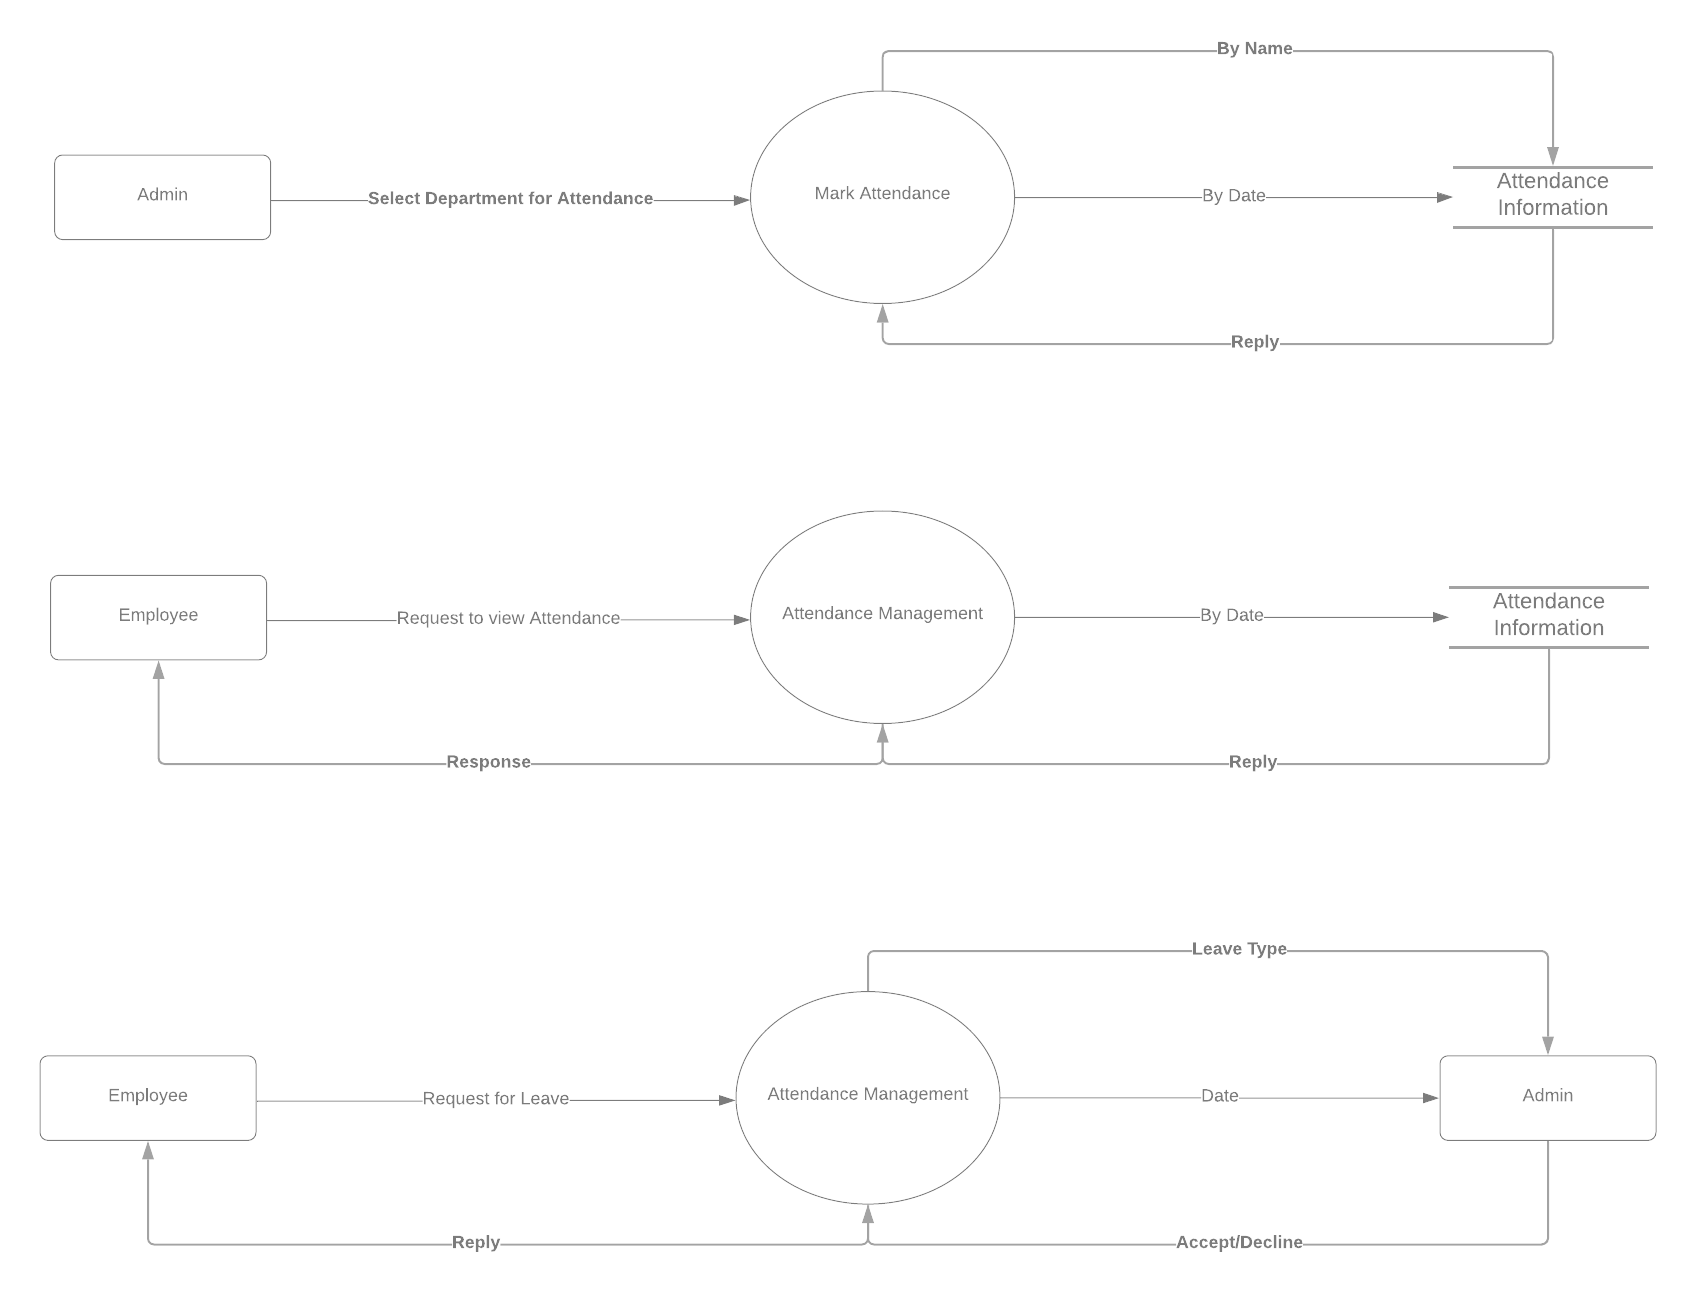 By Name
Admin
Select Department for Attendance
Mark Attendance
By Date
Attendance
Information
Reply
Employee
Request to view Attendance
Attendance Management
By Date
Attendance
Information
Response
Reply
Leave Type
Employee
Request for Leave
Attendance Management
Date
Admin
Reply
Accept/Decline